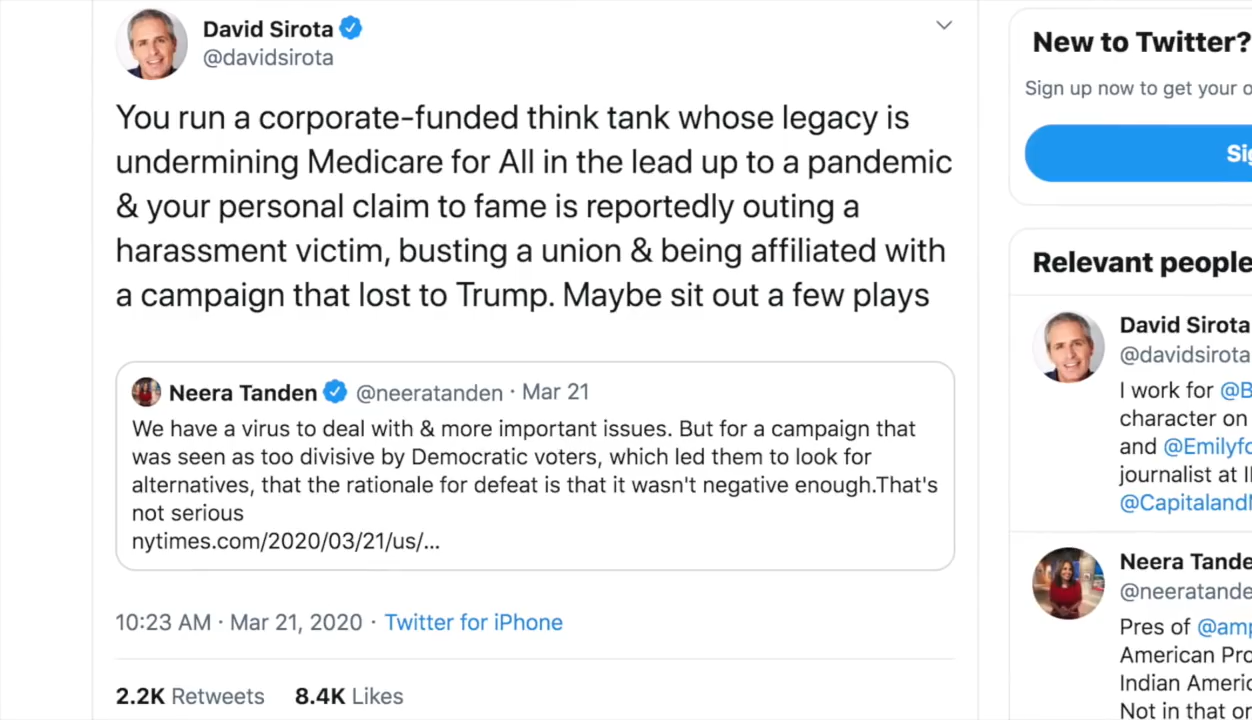 David Sirota
@davidsirota
You run a corporate-funded think tank whose legacy is
undermining Medicare for All in the lead up to a pandemic
& your personal claim to fame is reportedly outing a
harassment victim, busting a union & being affiliated with
a campaign that lost to Trump. Maybe sit out a few plays
Neera Tanden @neeratanden · Mar 21
We have a virus to deal with & more important issues. But for a campaign that
was seen as too divisive by Democratic voters, which led them to look for
alternatives, that the rationale for defeat is that it wasn't negative enough.That's
not serious
nytimes.com/2020/03/21/us/...
10:23 AM · Mar 21, 2020 · Twitter for iPhone
2.2K Retweets 8.4K Likes
New to Twitter?
Sign up now to get your o
Sig
Relevant people
David Sirota
@davidsirota
I work for @B
character on
and @Emilyfo
journalist at I
@CapitalandM
Neera Tande
@neeratande
Pres of @amp
American Pro
Indian Americ
Not in that or